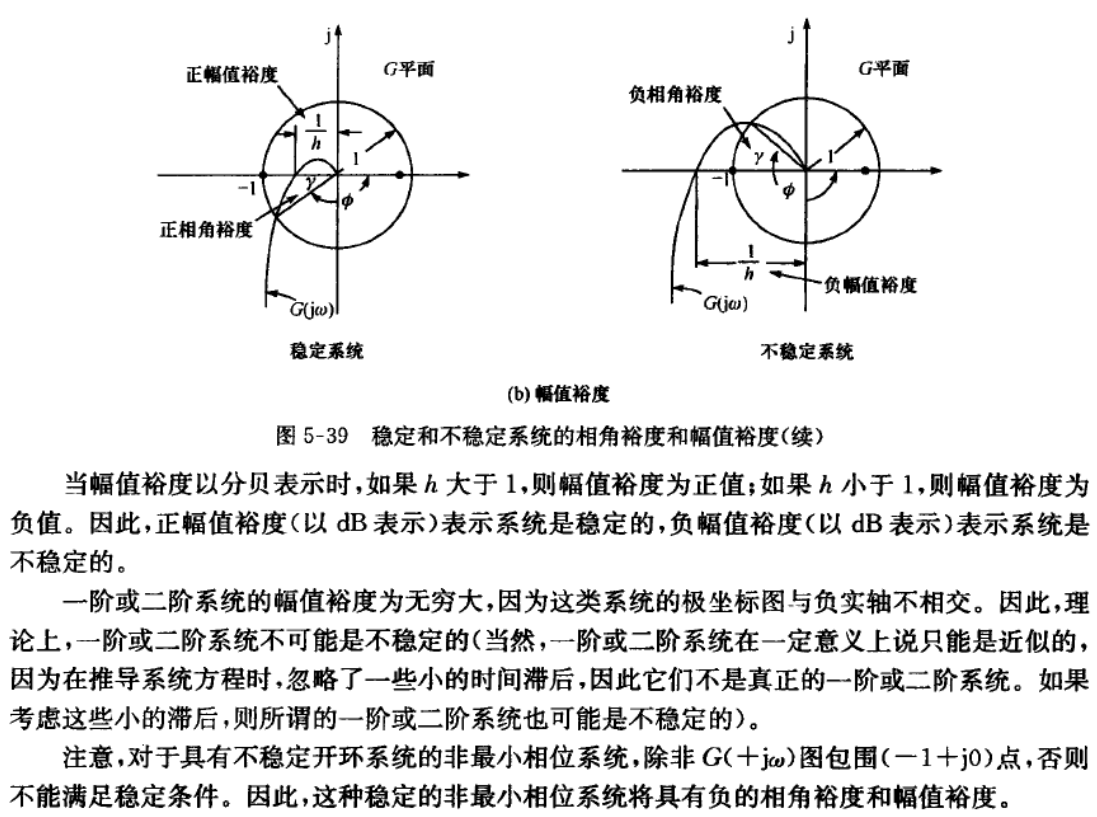 j
正幅值裕度
G平面
1/h
1
-1
γ
φ
正相角裕度
G(jω)
稳定系统
j
G平面
负相角裕度
γ
1
-1
φ
1/h
负幅值裕度
G(jω)
不稳定系统
(b) 幅值裕度
图 5-39 稳定和不稳定系统的相角裕度和幅值裕度(续)
当幅值裕度以分贝表示时,如果 h 大于 1,则幅值裕度为正值;如果 h 小于 1,则幅值裕度为
负值。因此,正幅值裕度(以 dB 表示)表示系统是稳定的,负幅值裕度(以 dB 表示)表示系统是
不稳定的。
一阶或二阶系统的幅值裕度为无穷大,因为这类系统的极坐标图与负实轴不相交。因此,理
论上,一阶或二阶系统不可能是不稳定的(当然,一阶或二阶系统在一定意义上说只能是近似的,
因为在推导系统方程时,忽略了一些小的时间滞后,因此它们不是真正的一阶或二阶系统。如果
考虑这些小的滞后,则所谓的一阶或二阶系统也可能是不稳定的)。
注意,对于具有不稳定开环系统的非最小相位系统,除非 G(+jω)图包围(-1+j0)点,否则
不能满足稳定条件。因此,这种稳定的非最小相位系统将具有负的相角裕度和幅值裕度。